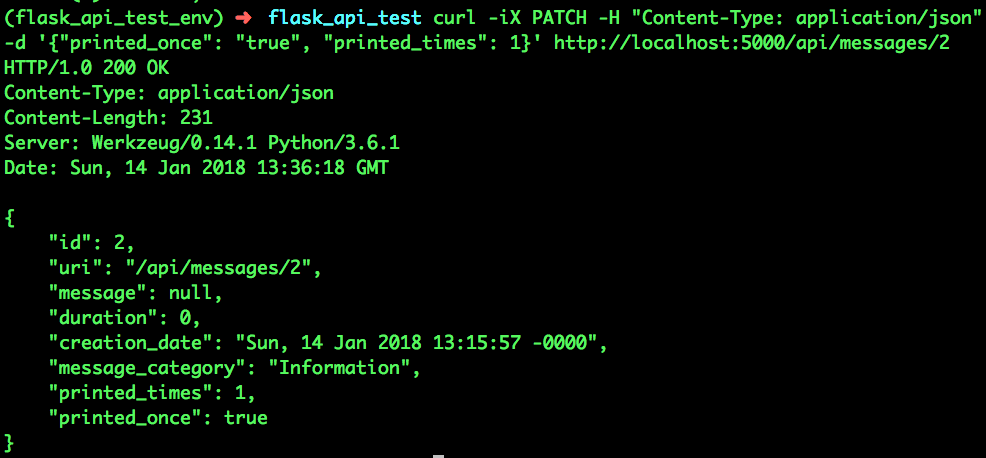 (flask_api_test_env) ➜ flask_api_test curl -iX PATCH -H "Content-Type: application/json"
-d '{"printed_once": "true", "printed_times": 1}' http://localhost:5000/api/messages/2
HTTP/1.0 200 OK
Content-Type: application/json
Content-Length: 231
Server: Werkzeug/0.14.1 Python/3.6.1
Date: Sun, 14 Jan 2018 13:36:18 GMT

{
    "id": 2,
    "uri": "/api/messages/2",
    "message": null,
    "duration": 0,
    "creation_date": "Sun, 14 Jan 2018 13:15:57 -0000",
    "message_category": "Information",
    "printed_times": 1,
    "printed_once": true
}